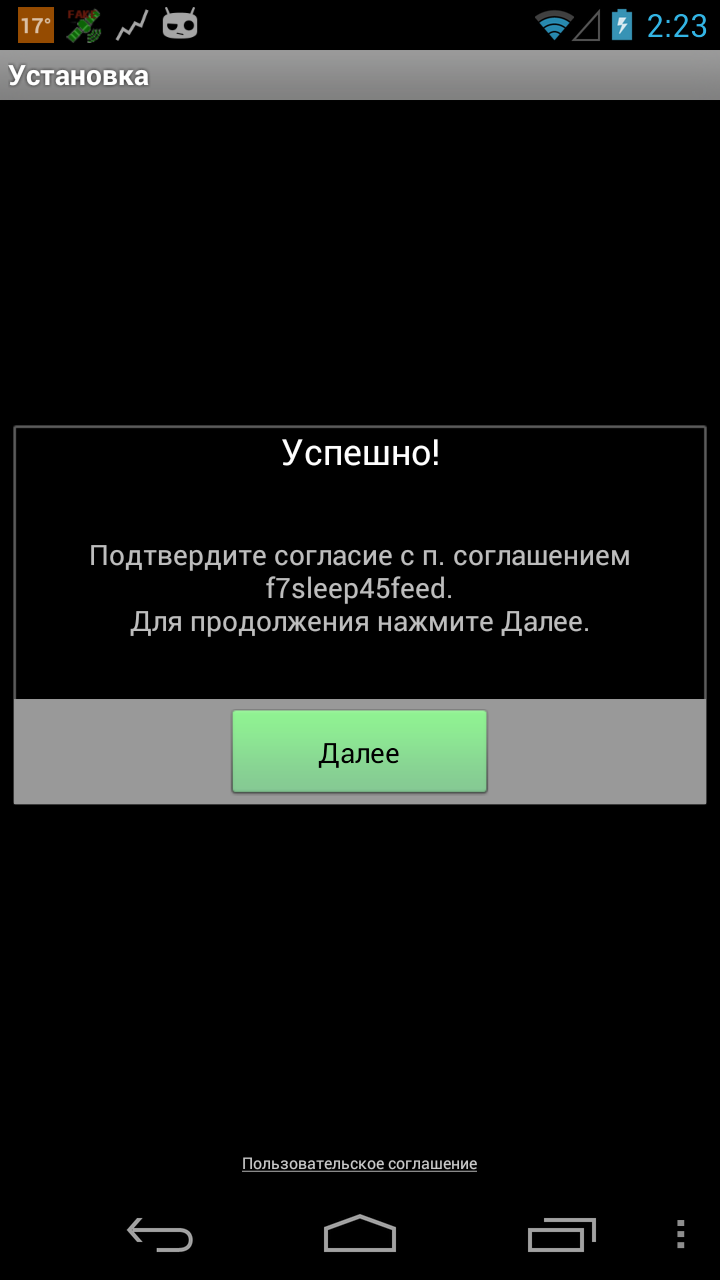 17°
FAKE
2:23
Установка
Успешно!
Подтвердите согласие с п. соглашением
f7sleep45feed.
Для продолжения нажмите Далее.
Далее
Пользовательское соглашение